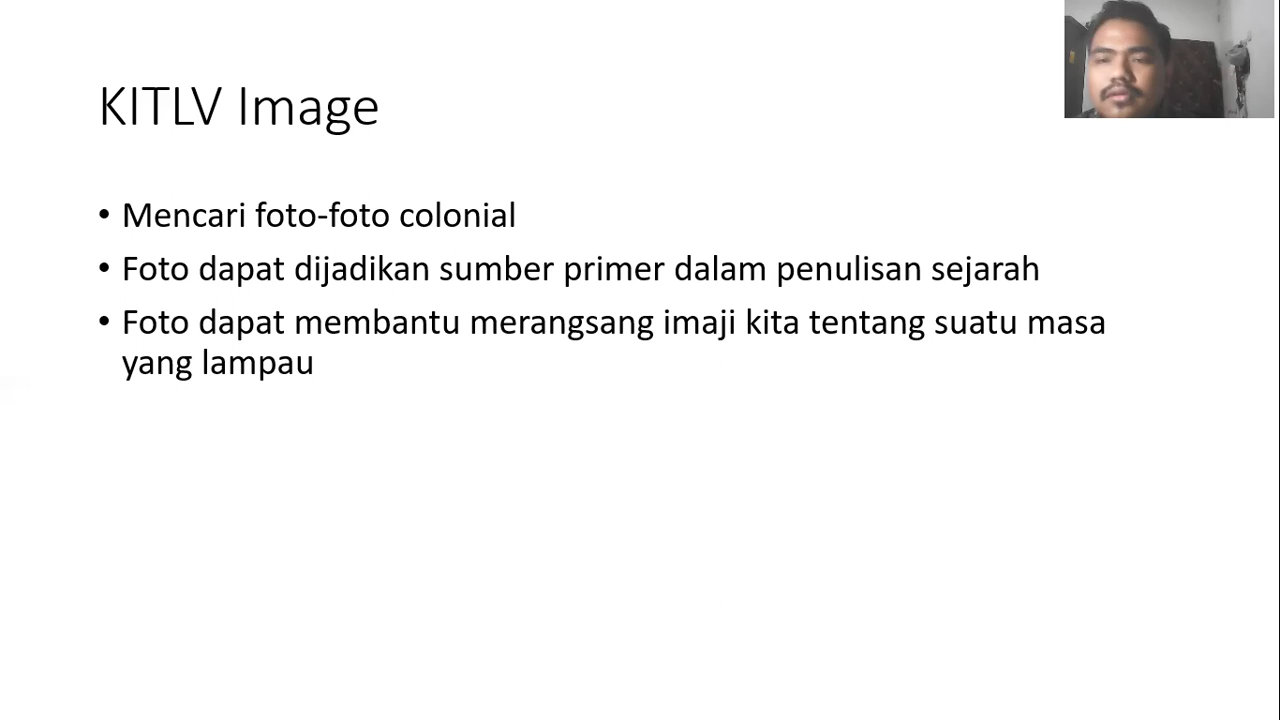 KITLV Image
• Mencari foto-foto colonial
• Foto dapat dijadikan sumber primer dalam penulisan sejarah
• Foto dapat membantu merangsang imaji kita tentang suatu masa
yang lampau